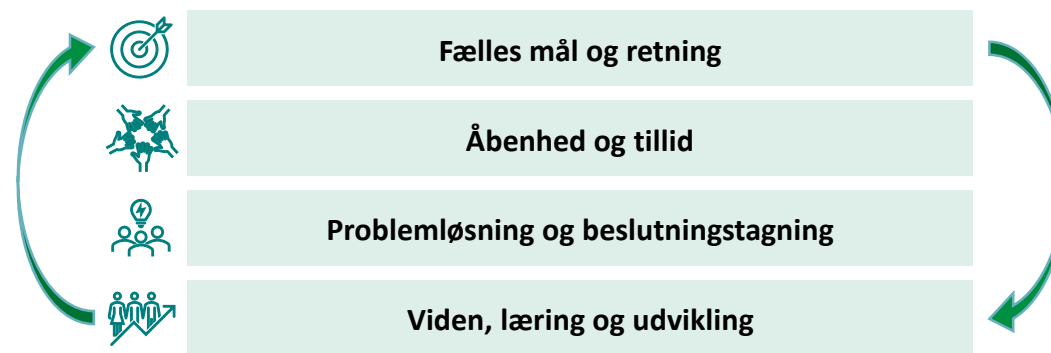 Fælles mål og retning
Åbenhed og tillid
Problemløsning og beslutningstagning
Viden, læring og udvikling